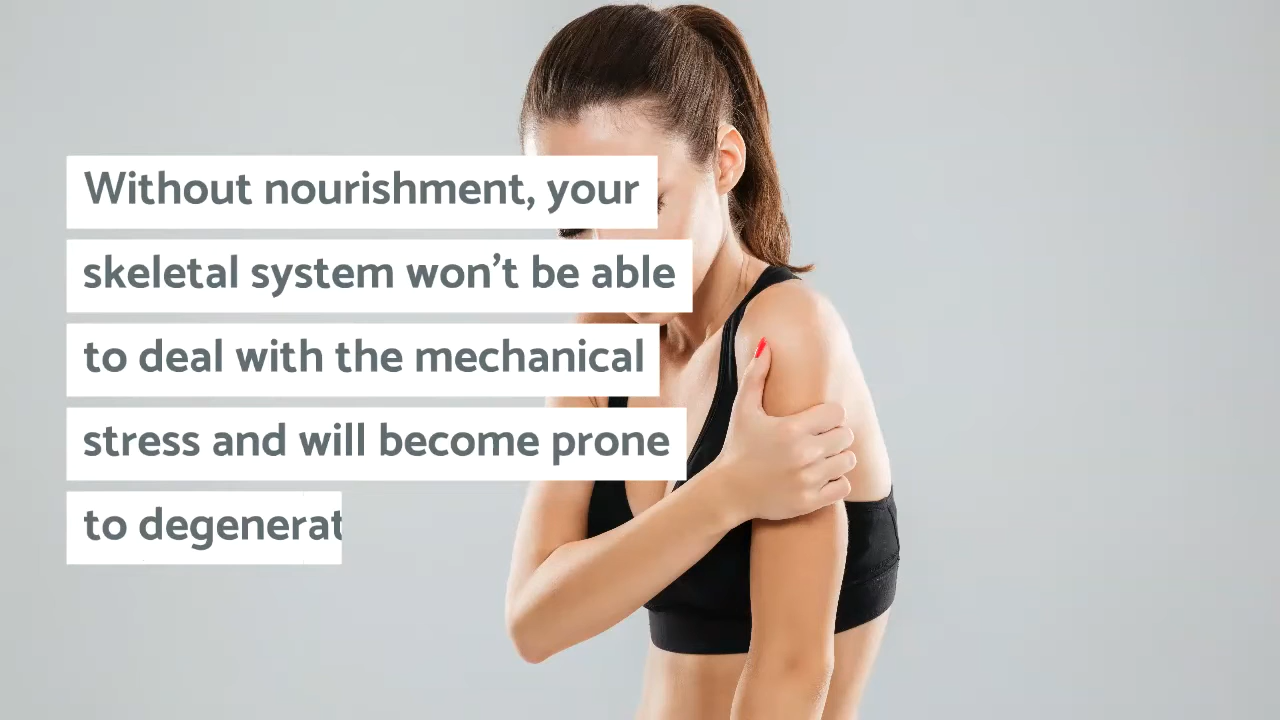 Without nourishment, your
skeletal system won't be able
to deal with the mechanical
stress and will become prone
to degenerat